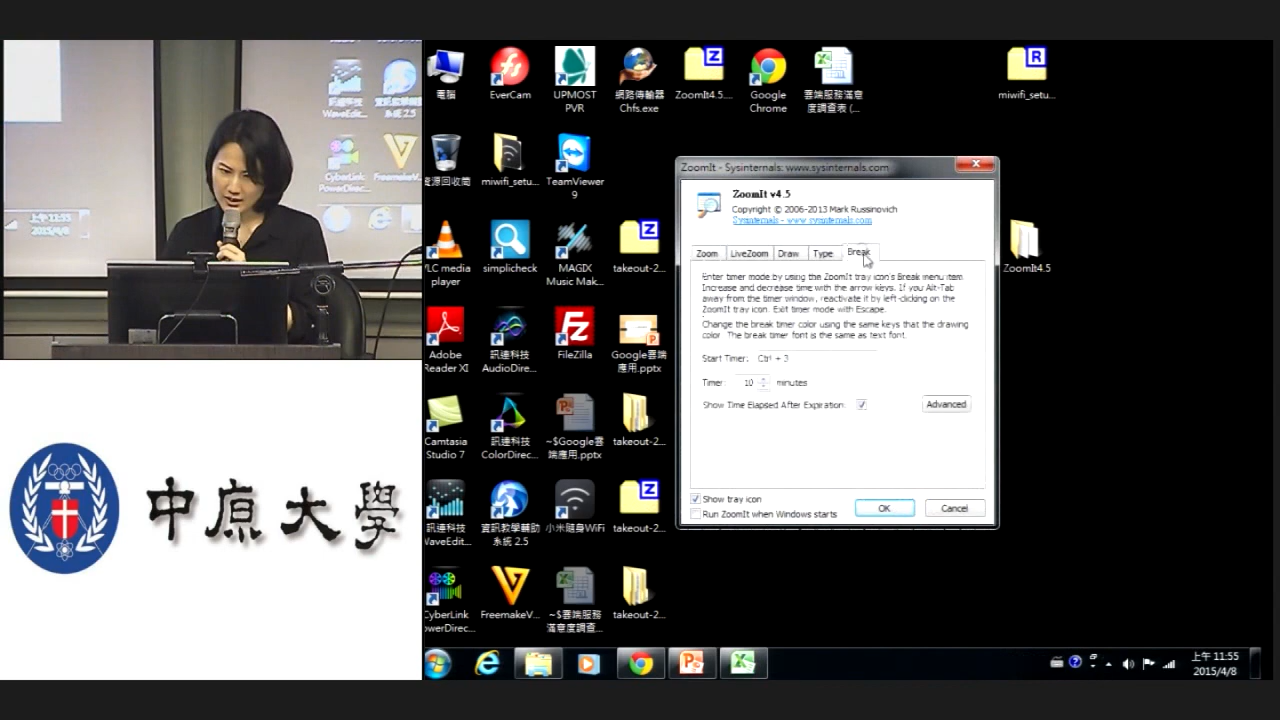 上午 11:55
2015/4/8
中原大學
電腦
EverCam
UPMOST
PVR
網路傳輸器
Chfs.exe
ZoomIt4.5....
Google
Chrome
雲端服務滿意
度調查表 (...
miwifi_setu...
資源回收筒
miwifi_setu...
TeamViewer
9
VLC media
player
simplicheck
MAGIX
Music Mak...
takeout-2...
ZoomIt4.5
Adobe
Reader XI
訊連科技
AudioDire...
FileZilla
Google雲端
應用.pptx
Camtasia
Studio 7
訊連科技
ColorDirec...
~$Google雲
端應用.pptx
takeout-2...
訊連科技
WaveEdit...
資訊教學輔助
系統 2.5
小米隨身WiFi
takeout-2...
CyberLink
PowerDirec...
FreemakeV...
~$雲端服務
滿意度調查...
takeout-2...
ZoomIt - Sysinternals: www.sysinternals.com
ZoomIt v4.5
Copyright © 2006-2013 Mark Russinovich
Sysinternals - www.sysinternals.com
Zoom LiveZoom Draw Type Break
Enter timer mode by using the ZoomIt tray icon's Break menu item.
Increase and decrease time with the arrow keys. If you Alt-Tab
away from the timer window, reactivate it by left-clicking on the
ZoomIt tray icon. Exit timer mode with Escape.
Change the break timer color using the same keys that the drawing
color. The break timer font is the same as text font.
Start Timer: Ctrl + 3
Timer: 10 minutes
Show Time Elapsed After Expiration:
Advanced
Show tray icon
Run ZoomIt when Windows starts
OK Cancel
上午 11:55
2015/4/8